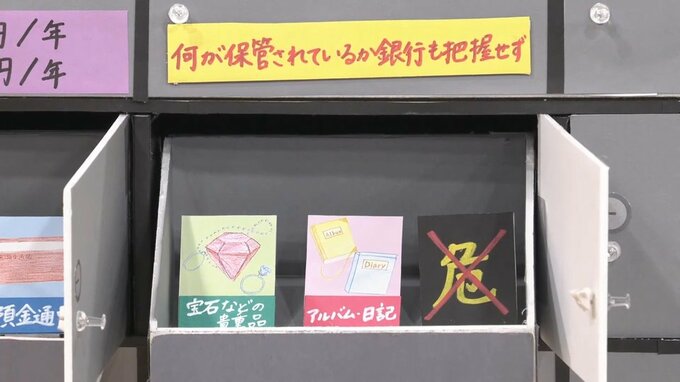 円/年
円/年
何が保管されているか銀行も把握せず
Album
Diary
預金通
宝石などの
貴重品
アルバム・日記
危